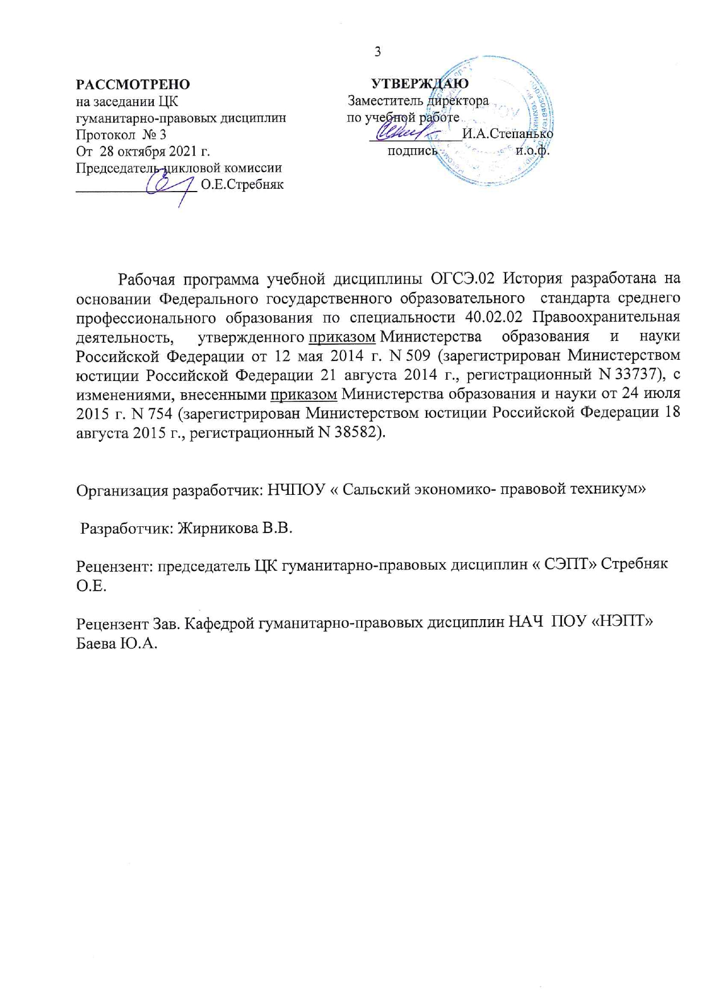 3
РАССМОТРЕНО
на заседании ЦК
гуманитарно-правовых дисциплин
Протокол № 3
От 28 октября 2021 г.
Председатель цикловой комиссии
О.Е.Стребняк
УТВЕРЖДАЮ
Заместитель директора
по учебной работе
И.А.Степанько
подпись и.о.ф.
Рабочая программа учебной дисциплины ОГСЭ.02 История разработана на
основании Федерального государственного образовательного стандарта среднего
профессионального образования по специальности 40.02.02 Правоохранительная
деятельность, утвержденного приказом Министерства образования и науки
Российской Федерации от 12 мая 2014 г. N 509 (зарегистрирован Министерством
юстиции Российской Федерации 21 августа 2014 г., регистрационный N 33737), с
изменениями, внесенными приказом Министерства образования и науки от 24 июля
2015 г. N 754 (зарегистрирован Министерством юстиции Российской Федерации 18
августа 2015 г., регистрационный N 38582).
Организация разработчик: НЧПОУ « Сальский экономико- правовой техникум»
Разработчик: Жирникова В.В.
Рецензент: председатель ЦК гуманитарно-правовых дисциплин « СЭПТ» Стребняк
О.Е.
Рецензент Зав. Кафедрой гуманитарно-правовых дисциплин НАЧ ПОУ «НЭПТ»
Баева Ю.А.